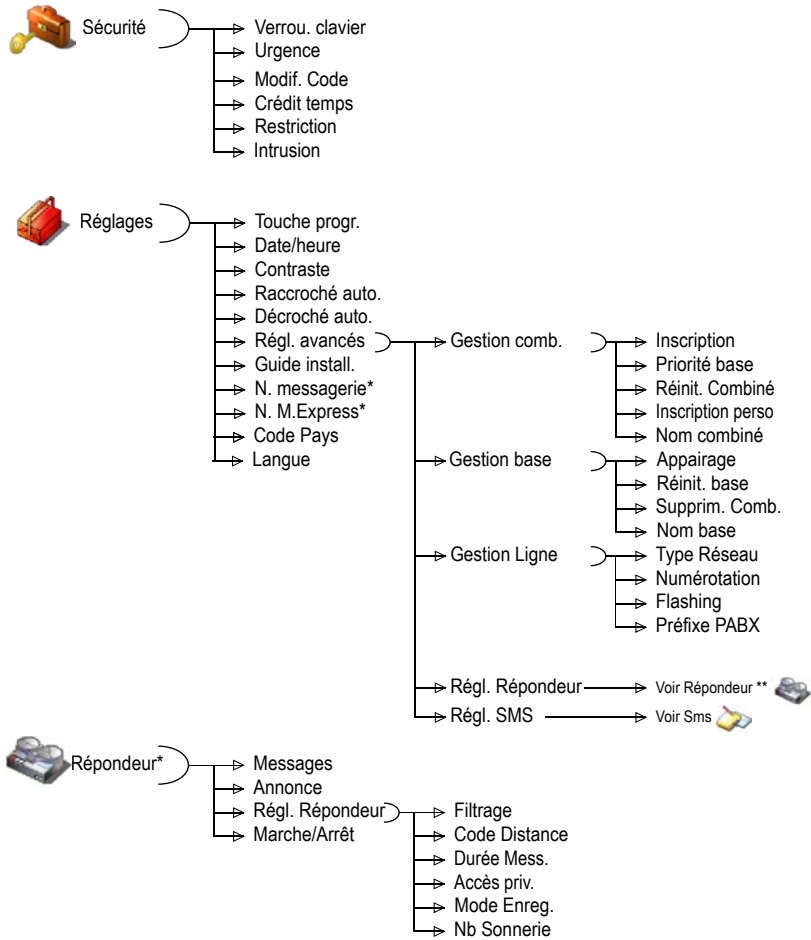 Sécurité
Verrou. clavier
Urgence
Modif. Code
Crédit temps
Restriction
Intrusion
Réglages
Touche progr.
Date/heure
Contraste
Raccroché auto.
Décroché auto.
Régl. avancés
Guide install.
N. messagerie*
N. M.Express*
Code Pays
Langue
Gestion comb.
Inscription
Priorité base
Réinit. Combiné
Inscription perso
Nom combiné
Gestion base
Appairage
Réinit. base
Supprim. Comb.
Nom base
Gestion Ligne
Type Réseau
Numérotation
Flashing
Préfixe PABX
Régl. Répondeur
Voir Répondeur **
Régl. SMS
Voir Sms
Répondeur*
Messages
Annonce
Régl. Répondeur
Marche/Arrêt
Filtrage
Code Distance
Durée Mess.
Accès priv.
Mode Enreg.
Nb Sonnerie